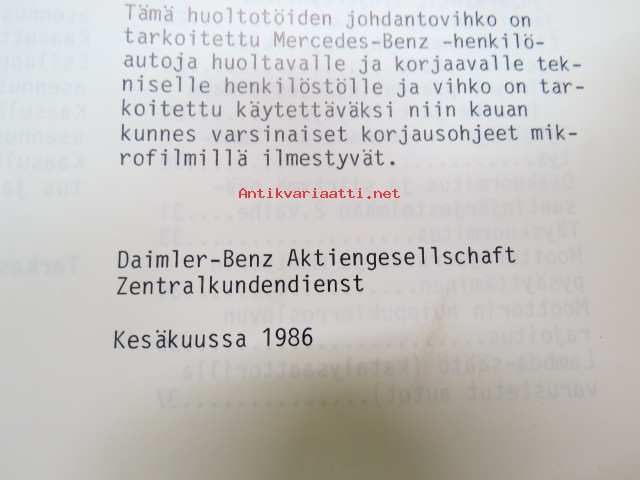 Tämä huoltotöiden johdantovihko on
tarkoitettu Mercedes-Benz -henkilö-
autoja huoltavalle ja korjaavalle tek-
niselle henkilöstölle ja vihko on tar-
koitettu käytettäväksi niin kauan
kunnes varsinaiset korjausohjeet mik-
rofilmillä ilmestyvät.
Antikvariaatti.net
Daimler-Benz Aktiengesellschaft
Zentralkundendienst
Kesäkuussa 1986